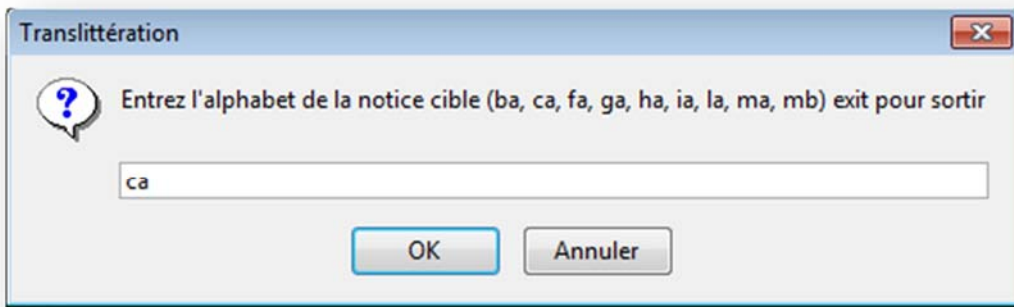 Translittération
Entrez l'alphabet de la notice cible (ba, ca, fa, ga, ha, ia, la, ma, mb) exit pour sortir
ca
OK Annuler